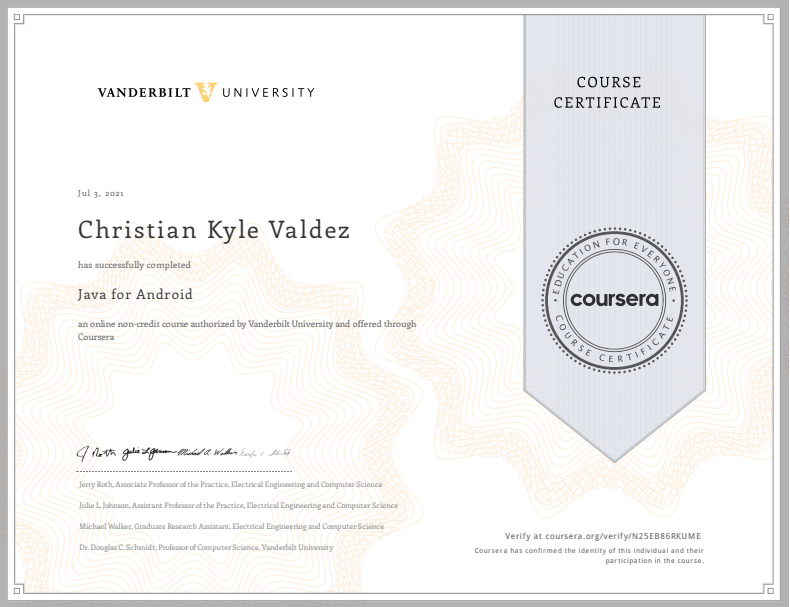 VANDERBILT UNIVERSITY
COURSE
CERTIFICATE
Jul 3, 2021
Christian Kyle Valdez
has successfully completed
Java for Android
an online non-credit course authorized by Vanderbilt University and offered through
Coursera
EDUCATION FOR EVERYONE
coursera
COURSE CERTIFICATE
Jerry Roth, Associate Professor of the Practice, Electrical Engineering and Computer Science
Julie L. Johnson, Assistant Professor of the Practice, Electrical Engineering and Computer Science
Michael Walker, Graduate Research Assistant, Electrical Engineering and Computer Science
Dr. Douglas C. Schmidt, Professor of Computer Science, Vanderbilt University
Verify at coursera.org/verify/N25EB86RKUME
Coursera has confirmed the identity of this individual and their
participation in the course.